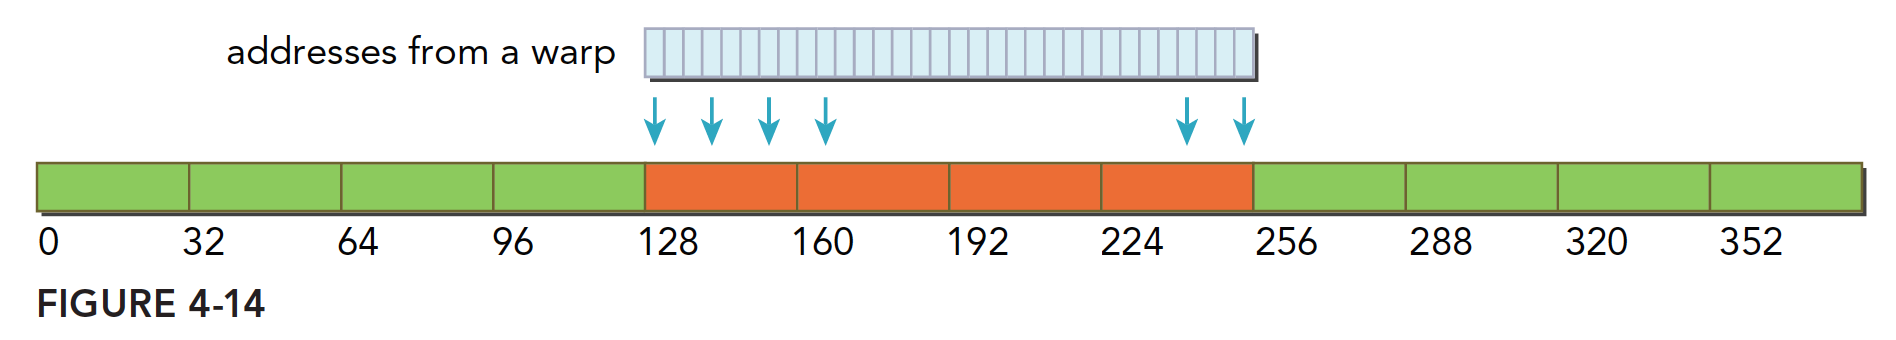 addresses from a warp
0 32 64 96 128 160 192 224 256 288 320 352
FIGURE 4-14